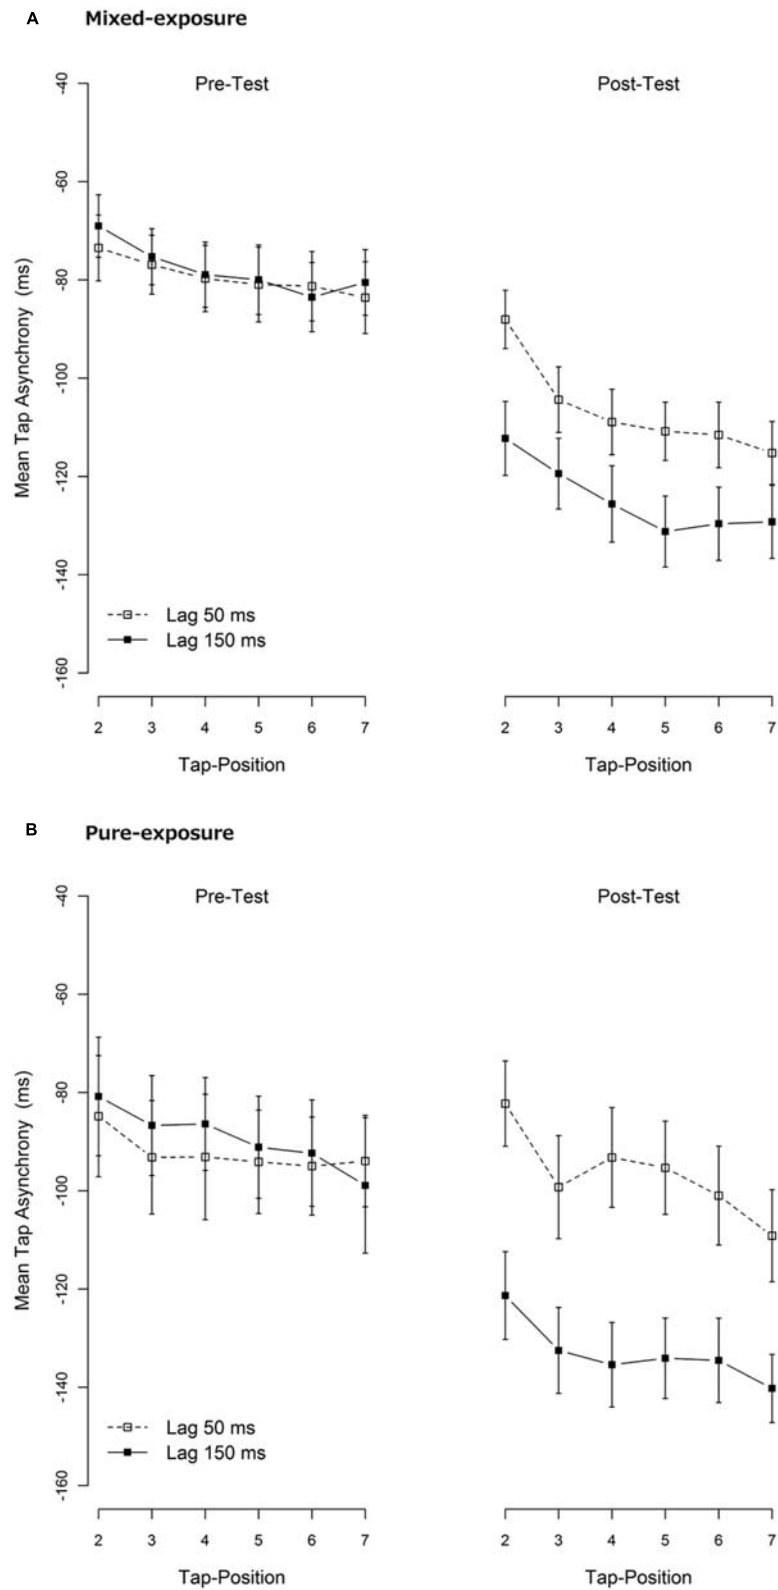 A Mixed-exposure
Pre-Test Post-Test
Mean Tap Asynchrony (ms)
-40
-60
-80
-100
-120
-140
-160
Lag 50 ms
Lag 150 ms
2 3 4 5 6 7 2 3 4 5 6 7
Tap-Position Tap-Position
B Pure-exposure
Pre-Test Post-Test
Mean Tap Asynchrony (ms)
-40
-60
-80
-100
-120
-140
-160
Lag 50 ms
Lag 150 ms
2 3 4 5 6 7 2 3 4 5 6 7
Tap-Position Tap-Position